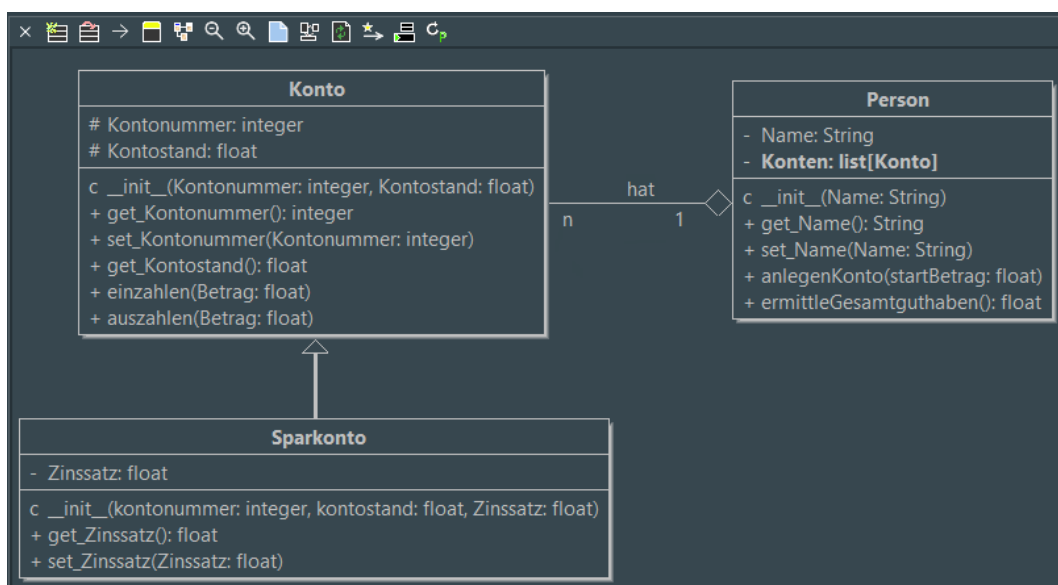 Konto
# Kontonummer: integer
# Kontostand: float
c __init__(Kontonummer: integer, Kontostand: float)
+ get_Kontonummer(): integer
+ set_Kontonummer(Kontonummer: integer)
+ get_Kontostand(): float
+ einzahlen(Betrag: float)
+ auszahlen(Betrag: float)
hat
n
1
Person
- Name: String
- Konten: list[Konto]
c __init__(Name: String)
+ get_Name(): String
+ set_Name(Name: String)
+ anlegenKonto(startBetrag: float)
+ ermittleGesamtguthaben(): float
Sparkonto
- Zinssatz: float
c __init__(kontonummer: integer, kontostand: float, Zinssatz: float)
+ get_Zinssatz(): float
+ set_Zinssatz(Zinssatz: float)